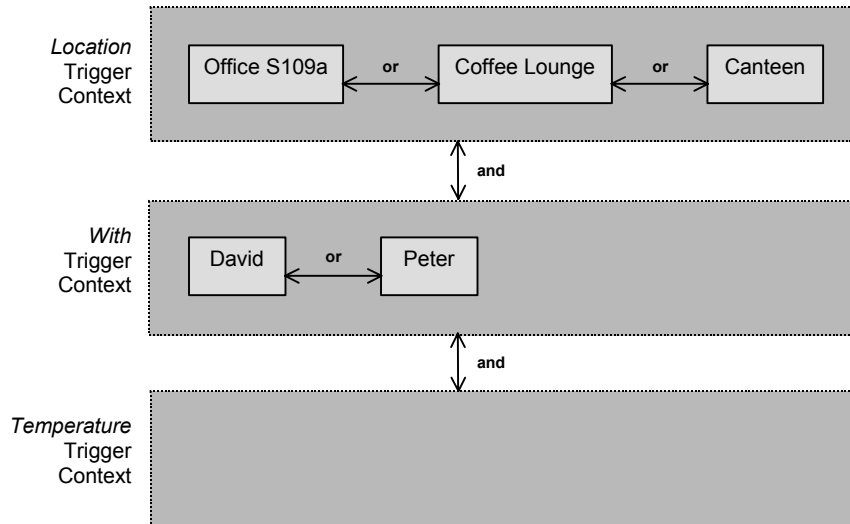 Location
Trigger
Context
Office S109a
or
Coffee Lounge
or
Canteen
and
With
Trigger
Context
David
or
Peter
and
Temperature
Trigger
Context